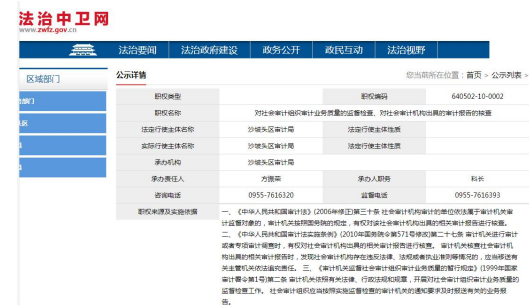 法治中卫网
www.zwfz.gov.cn
法治要闻 法治政府建设 政务公开 政民互动 法治视野
区域部门
公示详情
您当前所在位置：首页 > 公示列表 >
职权类型 职权编码 640502-10-0002
职权名称 对社会审计组织审计业务质量的监督检查、对社会审计机构出具的审计报告的核查
法定行使主体名称 沙坡头区审计局 法定行使主体性质
实际行使主体名称 沙坡头区审计局 法定行使主体性质
承办机构 沙坡头区审计局
承办责任人 方振荣 承办人职务 科长
咨询电话 0955-7616320 监督电话 0955-7616393
职权来源及实施依据 一、《中华人民共和国审计法》(2006年修正)第三十条 社会审计机构审计的单位依法属于审计机关审
计监督对象的，审计机关按照国务院的规定，有权对该社会审计机构出具的相关审计报告进行核查。
二、《中华人民共和国审计法实施条例》(2010年国务院令第571号修改)第二十七条 审计机关进行审计
或者专项审计调查时，有权对社会审计机构出具的相关审计报告进行核查。 审计机关核查社会审计机
构出具的相关审计报告时，发现社会审计机构存在违反法律、法规或者执业准则等情况的，应当移送有
关主管机关依法追究责任。 三、《审计机关监督社会审计组织审计业务质量的暂行规定》(1999年国家
审计署令第1号)第二条 审计机关依照有关法律、行政法规和规章，开展对社会审计组织审计业务质量的
监督检查工作。 社会审计组织应当按照实施监督检查的审计机关的通知要求及时报送有关的业务报
告。